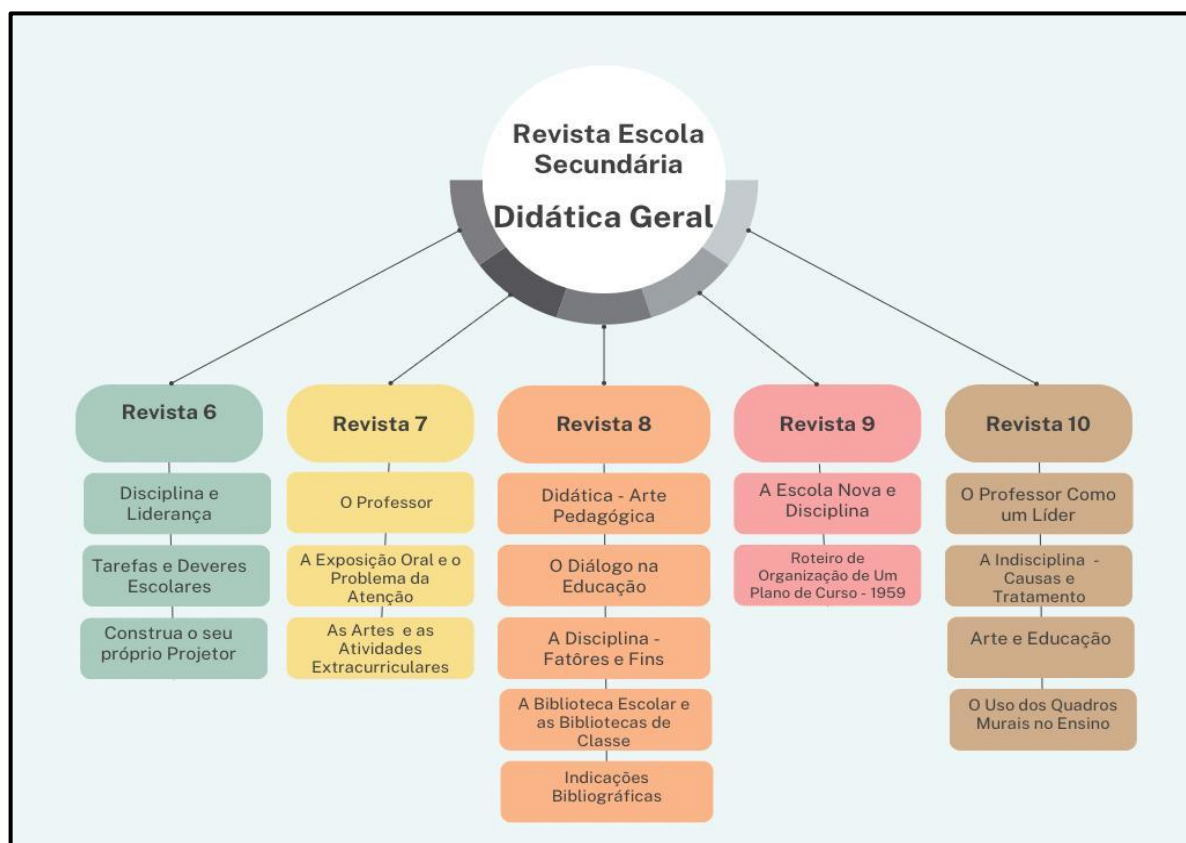 Revista Escola
Secundária
Didática Geral
Revista 6
Disciplina e
Liderança
Tarefas e Deveres
Escolares
Construa o seu
próprio Projetor
Revista 7
O Professor
A Exposição Oral e o
Problema da
Atenção
As Artes e as
Atividades
Extracurriculares
Revista 8
Didática - Arte
Pedagógica
O Diálogo na
Educação
A Disciplina -
Fatôres e Fins
A Biblioteca Escolar e
as Bibliotecas de
Classe
Indicações
Bibliográficas
Revista 9
A Escola Nova e
Disciplina
Roteiro de
Organização de Um
Plano de Curso - 1959
Revista 10
O Professor Como
um Líder
A Indisciplina -
Causas e
Tratamento
Arte e Educação
O Uso dos Quadros
Murais no Ensino